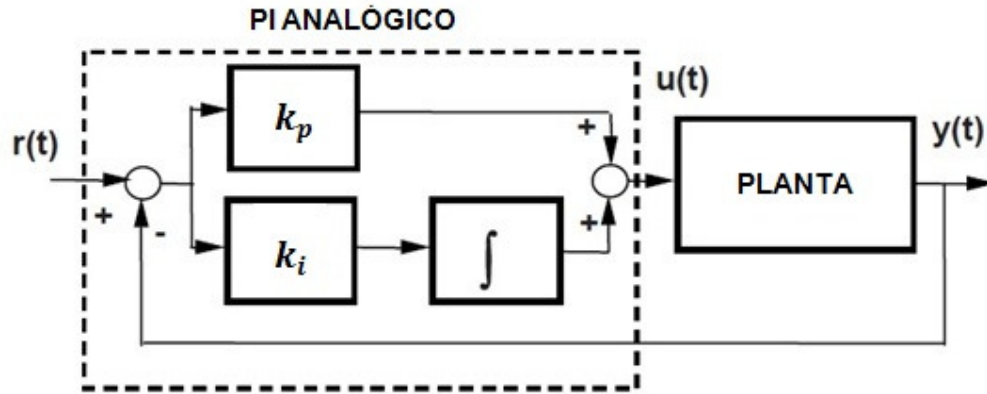 PI ANALÓGICO
u(t)
k_p
+
r(t)
y(t)
PLANTA
+
-
+
k_i
∫